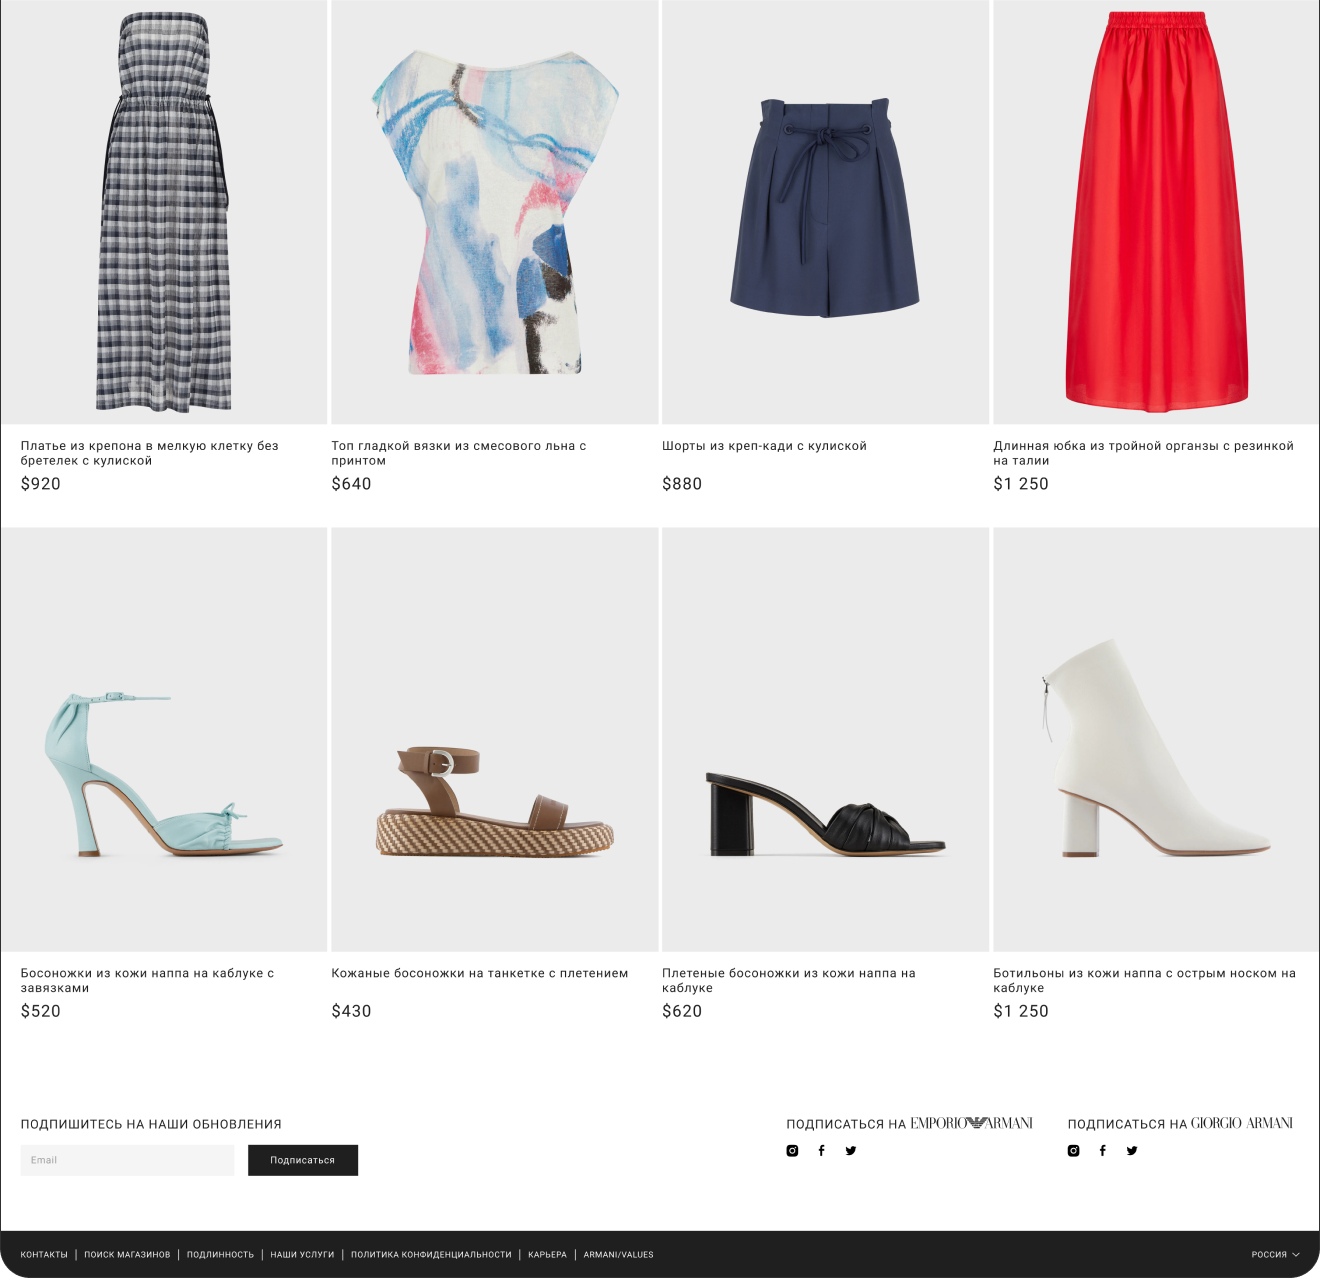 Платье из крепона в мелкую клетку без
бретелек с кулиской
$920
Топ гладкой вязки из смесового льна с
принтом
$640
Шорты из креп-кади с кулиской
$880
Длинная юбка из тройной органзы с резинкой
на талии
$1 250
Босоножки из кожи наппа на каблуке с
завязками
$520
Кожаные босоножки на танкетке с плетением
$430
Плетеные босоножки из кожи наппа на
каблуке
$620
Ботильоны из кожи наппа с острым носком на
каблуке
$1 250
ПОДПИШИТЕСЬ НА НАШИ ОБНОВЛЕНИЯ
Email
Подписаться
ПОДПИСАТЬСЯ НА EMPORIO ARMANI
ПОДПИСАТЬСЯ НА GIORGIO ARMANI
КОНТАКТЫ | ПОИСК МАГАЗИНОВ | ПОДЛИННОСТЬ | НАШИ УСЛУГИ | ПОЛИТИКА КОНФИДЕНЦИАЛЬНОСТИ | КАРЬЕРА | ARMANI/VALUES
РОССИЯ